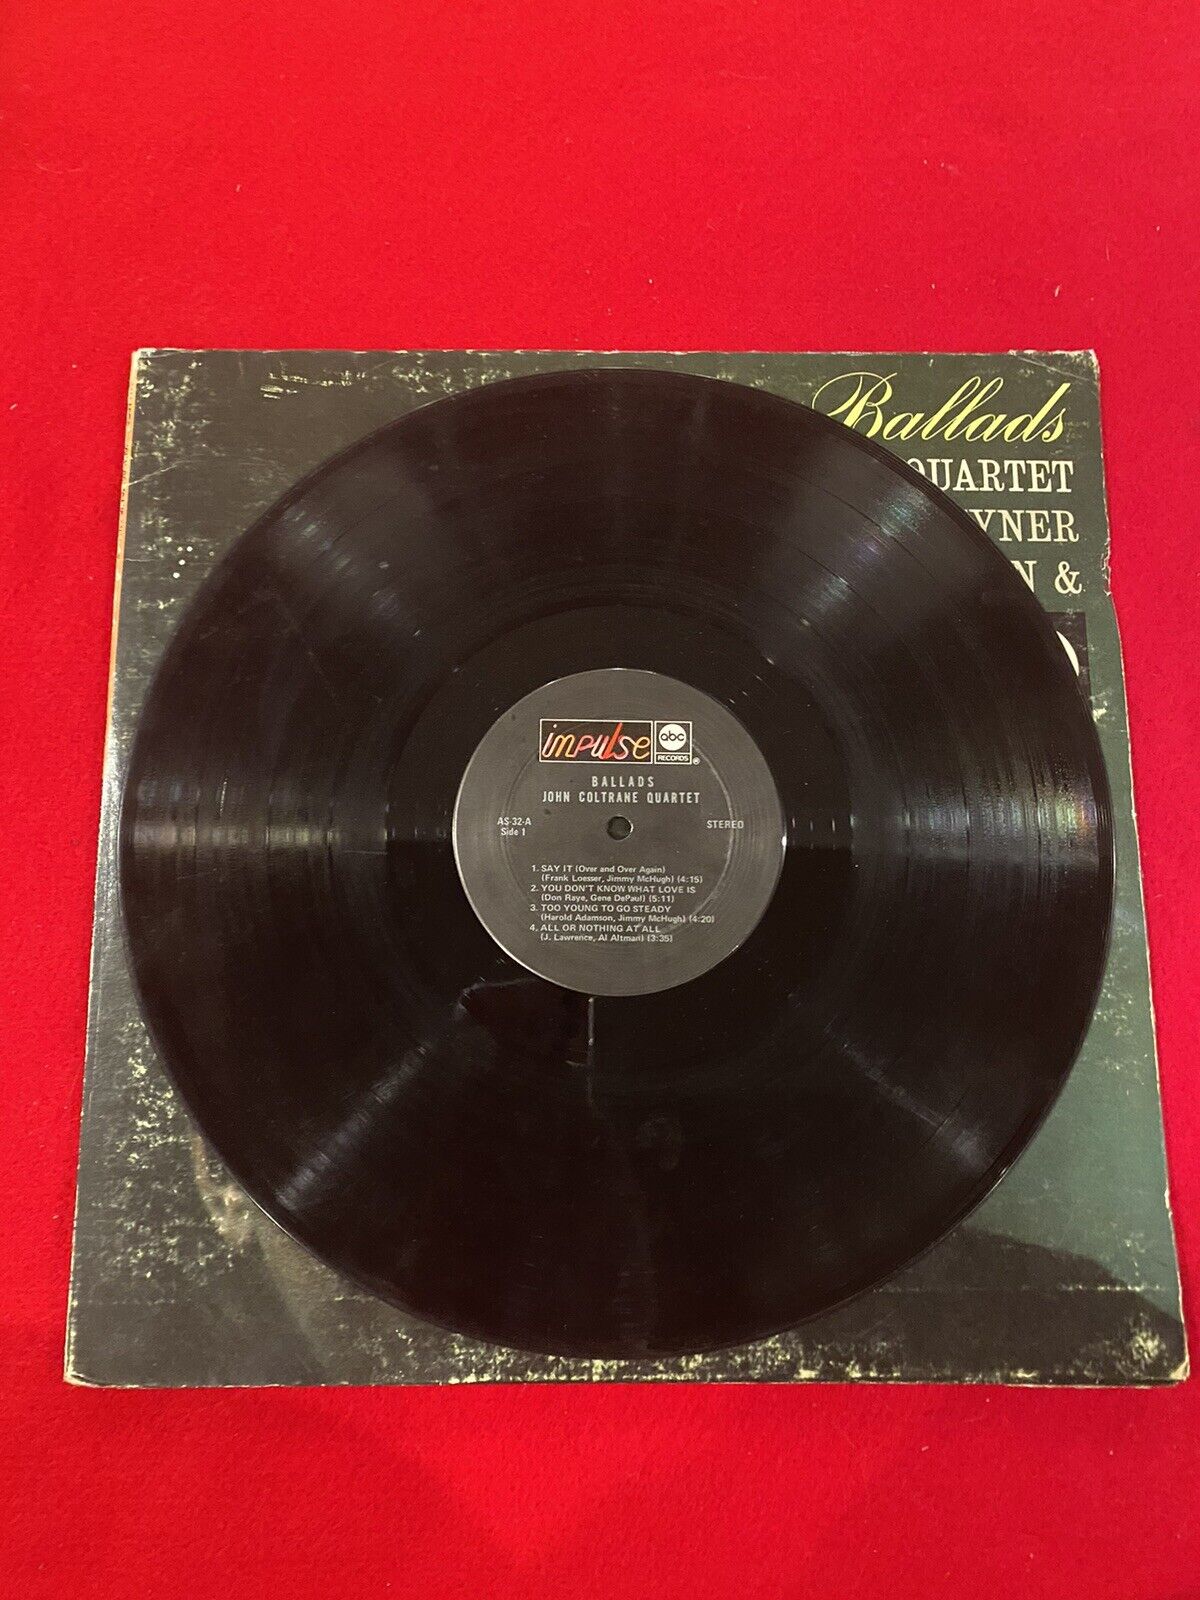 Ballads
QUARTET
YNER
N &
impulse abc
RECORDS ®
BALLADS
JOHN COLTRANE QUARTET
AS-32-A
Side 1
STEREO
1. SAY IT (Over and Over Again)
(Frank Loesser, Jimmy McHugh) (4:15)
2. YOU DON'T KNOW WHAT LOVE IS
(Don Raye, Gene DePaul) (5:11)
3. TOO YOUNG TO GO STEADY
(Harold Adamson, Jimmy McHugh) (4:20)
4. ALL OR NOTHING AT ALL
(J. Lawrence, Al Altman) (3:35)